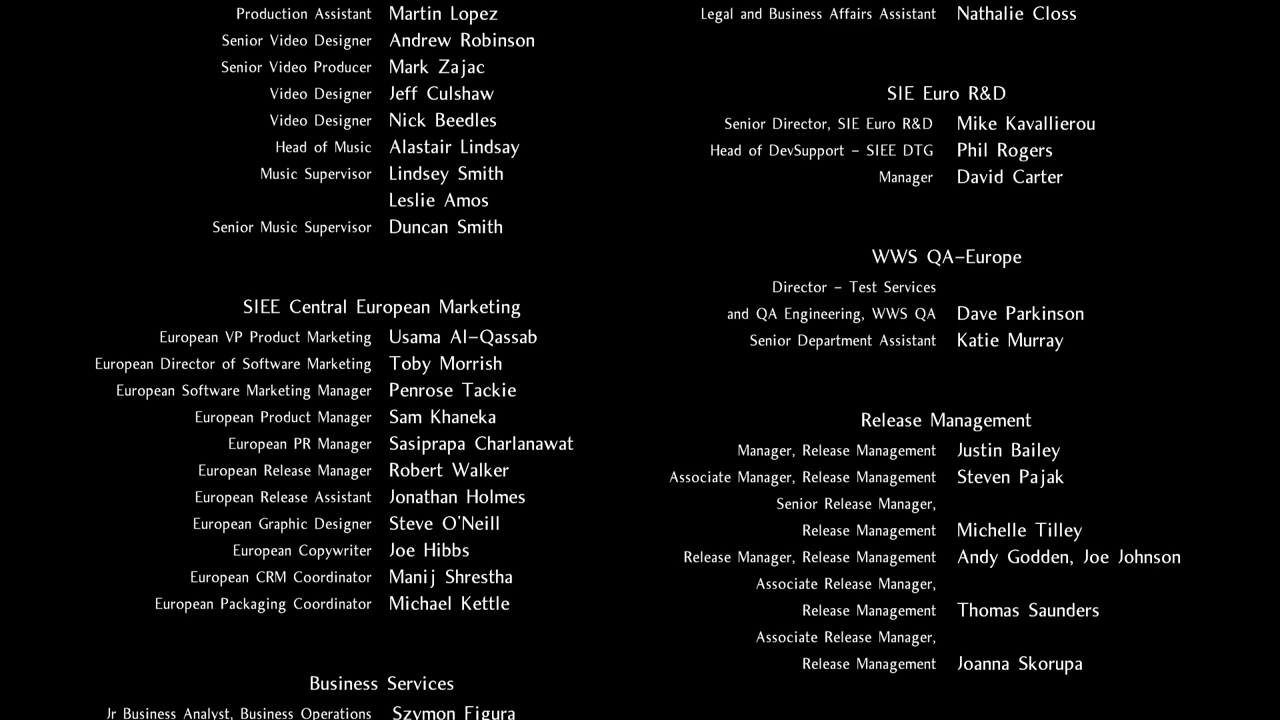 Production Assistant Martin Lopez
Senior Video Designer Andrew Robinson
Senior Video Producer Mark Zajac
Video Designer Jeff Culshaw
Video Designer Nick Beedles
Head of Music Alastair Lindsay
Music Supervisor Lindsey Smith
Leslie Amos
Senior Music Supervisor Duncan Smith
SIEE Central European Marketing
European VP Product Marketing Usama Al-Qassab
European Director of Software Marketing Toby Morrish
European Software Marketing Manager Penrose Tackie
European Product Manager Sam Khaneka
European PR Manager Sasiprapa Charlanawat
European Release Manager Robert Walker
European Release Assistant Jonathan Holmes
European Graphic Designer Steve O'Neill
European Copywriter Joe Hibbs
European CRM Coordinator Manij Shrestha
European Packaging Coordinator Michael Kettle
Business Services
Jr Business Analyst, Business Operations Szymon Figura
Legal and Business Affairs Assistant Nathalie Closs
SIE Euro R&D
Senior Director, SIE Euro R&D Mike Kavallierou
Head of DevSupport - SIEE DTG Phil Rogers
Manager David Carter
WWS QA-Europe
Director - Test Services
and QA Engineering, WWS QA Dave Parkinson
Senior Department Assistant Katie Murray
Release Management
Manager, Release Management Justin Bailey
Associate Manager, Release Management Steven Pajak
Senior Release Manager,
Release Management Michelle Tilley
Release Manager, Release Management Andy Godden, Joe Johnson
Associate Release Manager,
Release Management Thomas Saunders
Associate Release Manager,
Release Management Joanna Skorupa